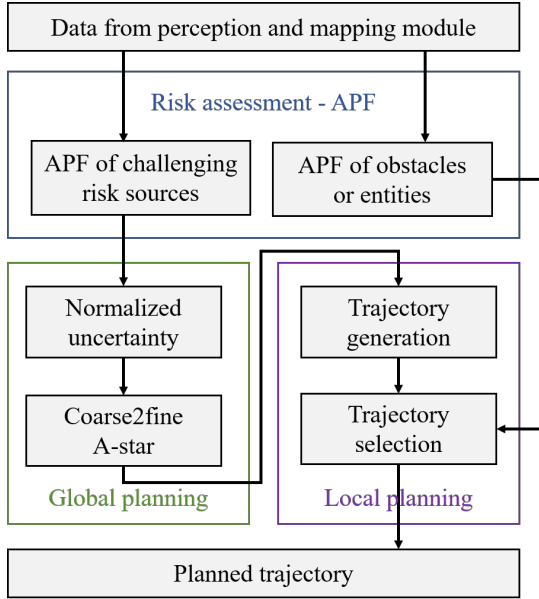 Data from perception and mapping module
Risk assessment - APF
APF of challenging
risk sources
APF of obstacles
or entities
Normalized
uncertainty
Coarse2fine
A-star
Global planning
Trajectory
generation
Trajectory
selection
Local planning
Planned trajectory